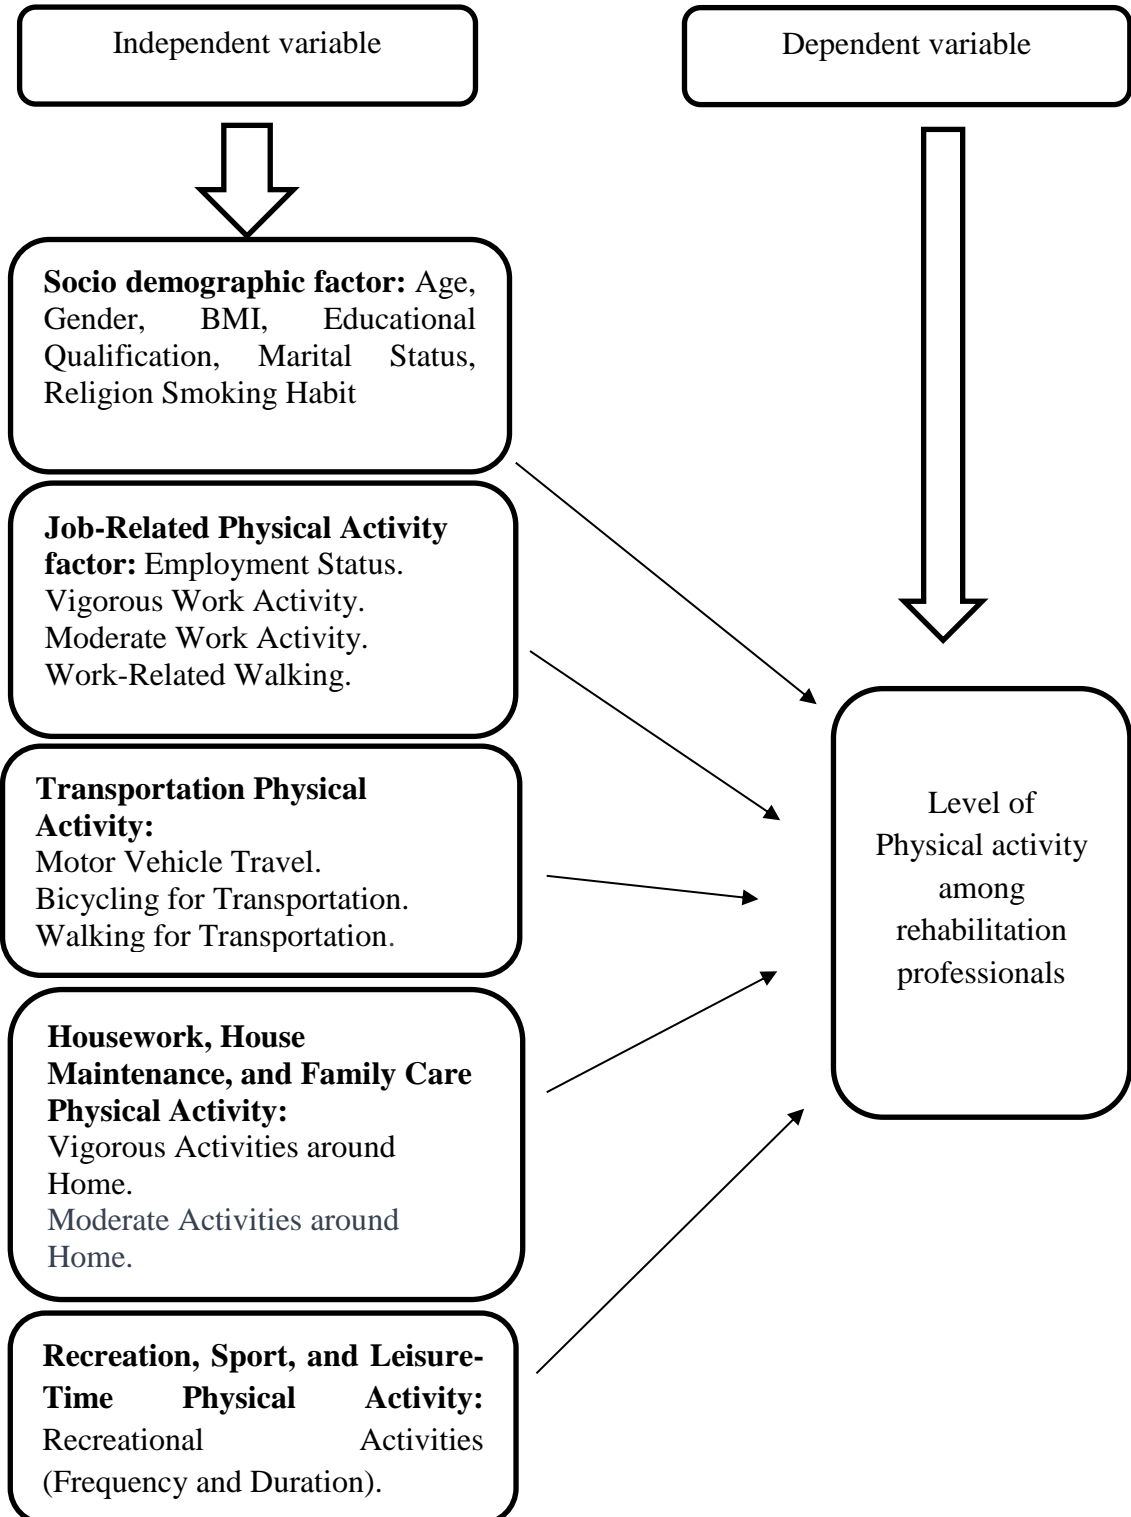 Independent variable
Dependent variable
Socio demographic factor: Age,
Gender, BMI, Educational
Qualification, Marital Status,
Religion Smoking Habit
Job-Related Physical Activity
factor: Employment Status.
Vigorous Work Activity.
Moderate Work Activity.
Work-Related Walking.
Transportation Physical
Activity:
Motor Vehicle Travel.
Bicycling for Transportation.
Walking for Transportation.
Housework, House
Maintenance, and Family Care
Physical Activity:
Vigorous Activities around
Home.
Moderate Activities around
Home.
Recreation, Sport, and Leisure-
Time Physical Activity:
Recreational Activities
(Frequency and Duration).
Level of
Physical activity
among
rehabilitation
professionals